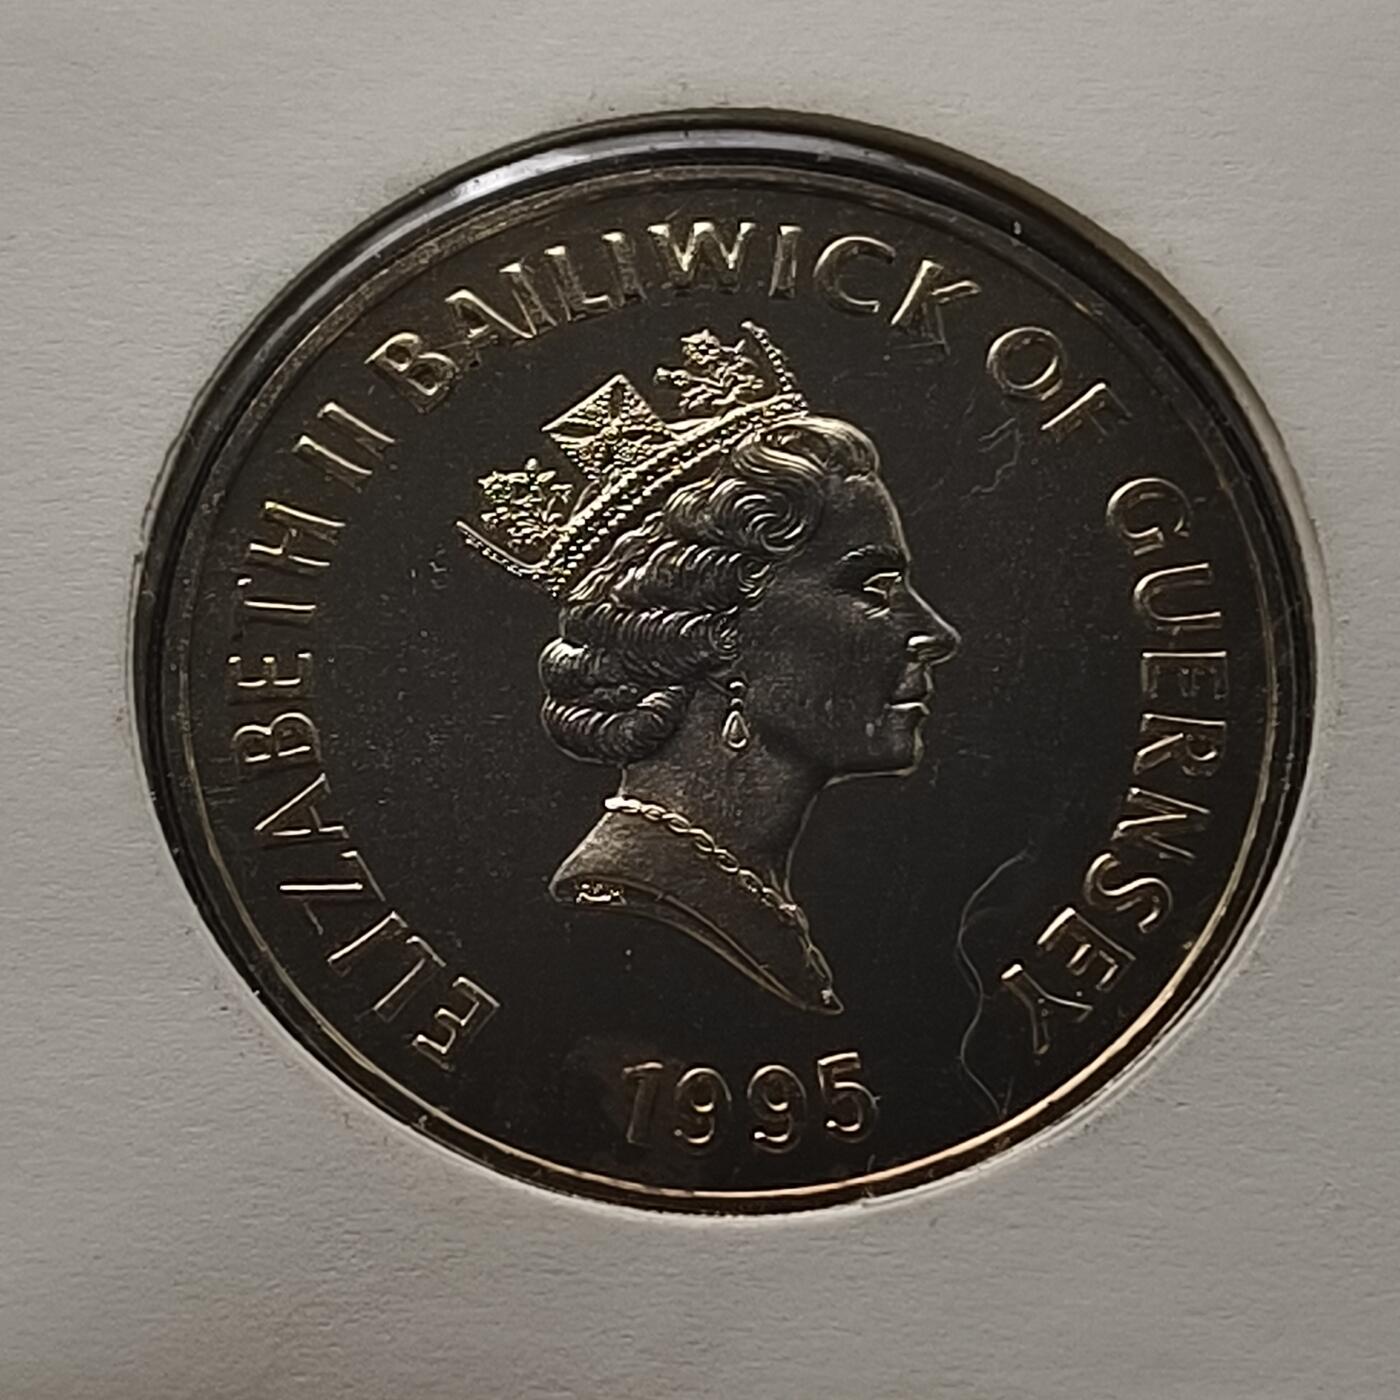 ELIZABETH II BAILIWICK OF GUERNSEY
1995